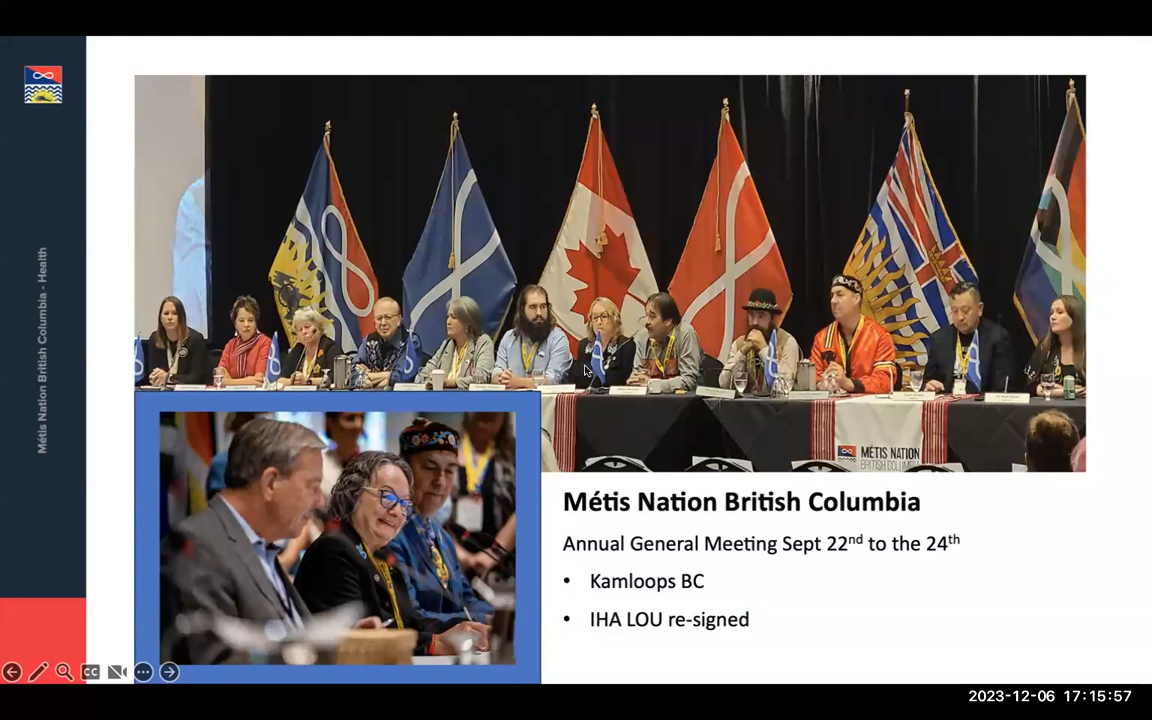 Métis Nation British Columbia - Health
MÉTIS NATION
BRITISH COLUMBIA
Métis Nation British Columbia
Annual General Meeting Sept 22nd to the 24th
• Kamloops BC
• IHA LOU re-signed
CC
2023-12-06 17:15:57